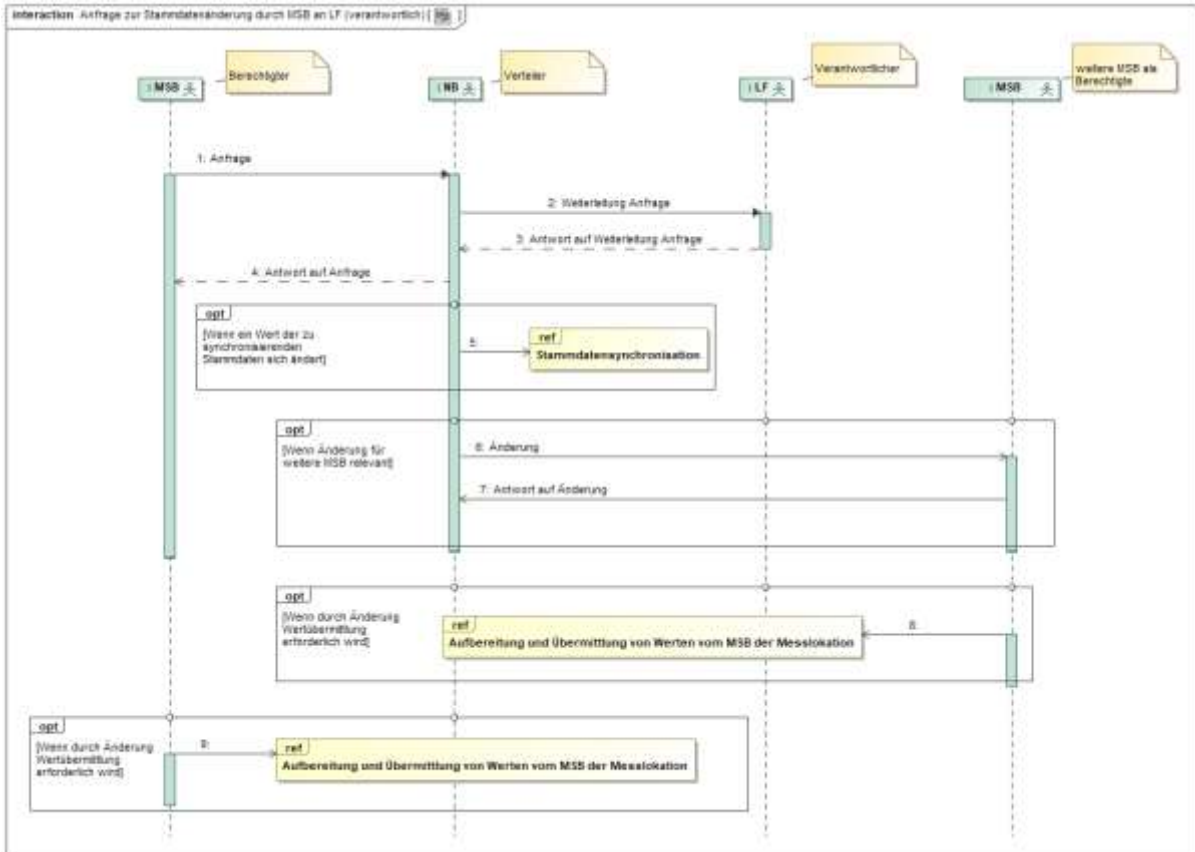 interaction Anfrage zur Stammdatenänderung durch MSB an LF (verantwortlich)[ ]
Berechtigter
Verteiler
Verantwortlicher
weitere MSB als
Berechtigte
: MSB
: NB
: LF
: MSB
1: Anfrage
2: Weiterleitung Anfrage
3: Antwort auf Weiterleitung Anfrage
4: Antwort auf Anfrage
opt
[Wenn ein Wert der zu
synchronisierenden
Stammdaten sich ändert]
5:
ref
Stammdatensynchronisation
opt
[Wenn Änderung für
weitere MSB relevant]
6: Änderung
7: Antwort auf Änderung
opt
[Wenn durch Änderung
Wertübermittlung
erforderlich wird]
ref
Aufbereitung und Übermittlung von Werten vom MSB der Messlokation
8:
opt
[Wenn durch Änderung
Wertübermittlung
erforderlich wird]
9:
ref
Aufbereitung und Übermittlung von Werten vom MSB der Messlokation